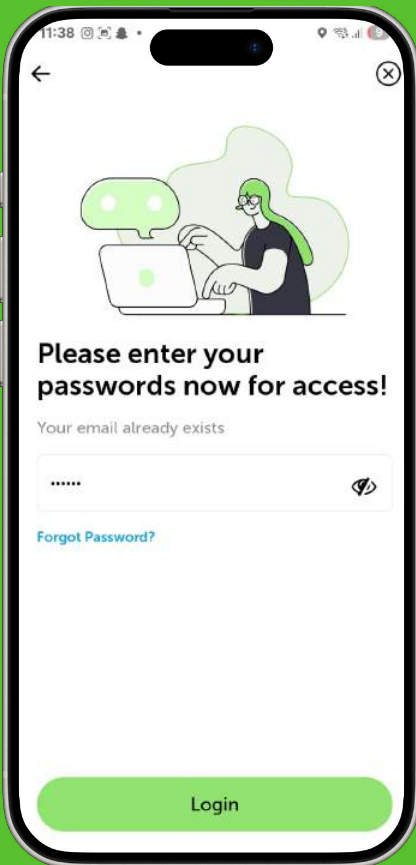 11:38
Please enter your
passwords now for access!
Your email already exists
••••••
Forgot Password?
Login